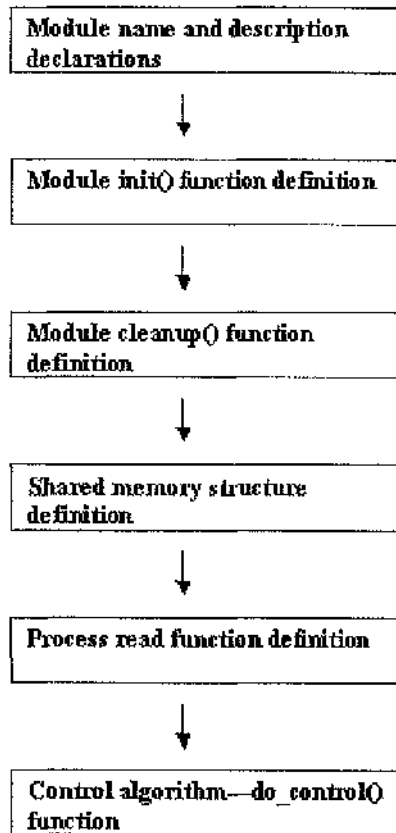 Module name and description
declarations
Module init() function definition
Module cleanup() function
definition
Shared memory structure
definition
Process read function definition
Control algorithm—do_control()
function